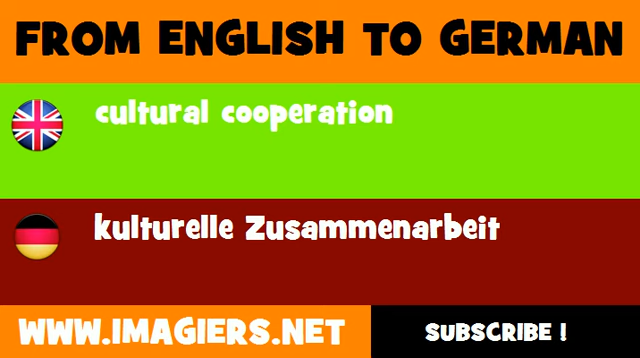 FROM ENGLISH TO GERMAN
cultural cooperation
kulturelle Zusammenarbeit
WWW.IMAGIERS.NET
SUBSCRIBE !